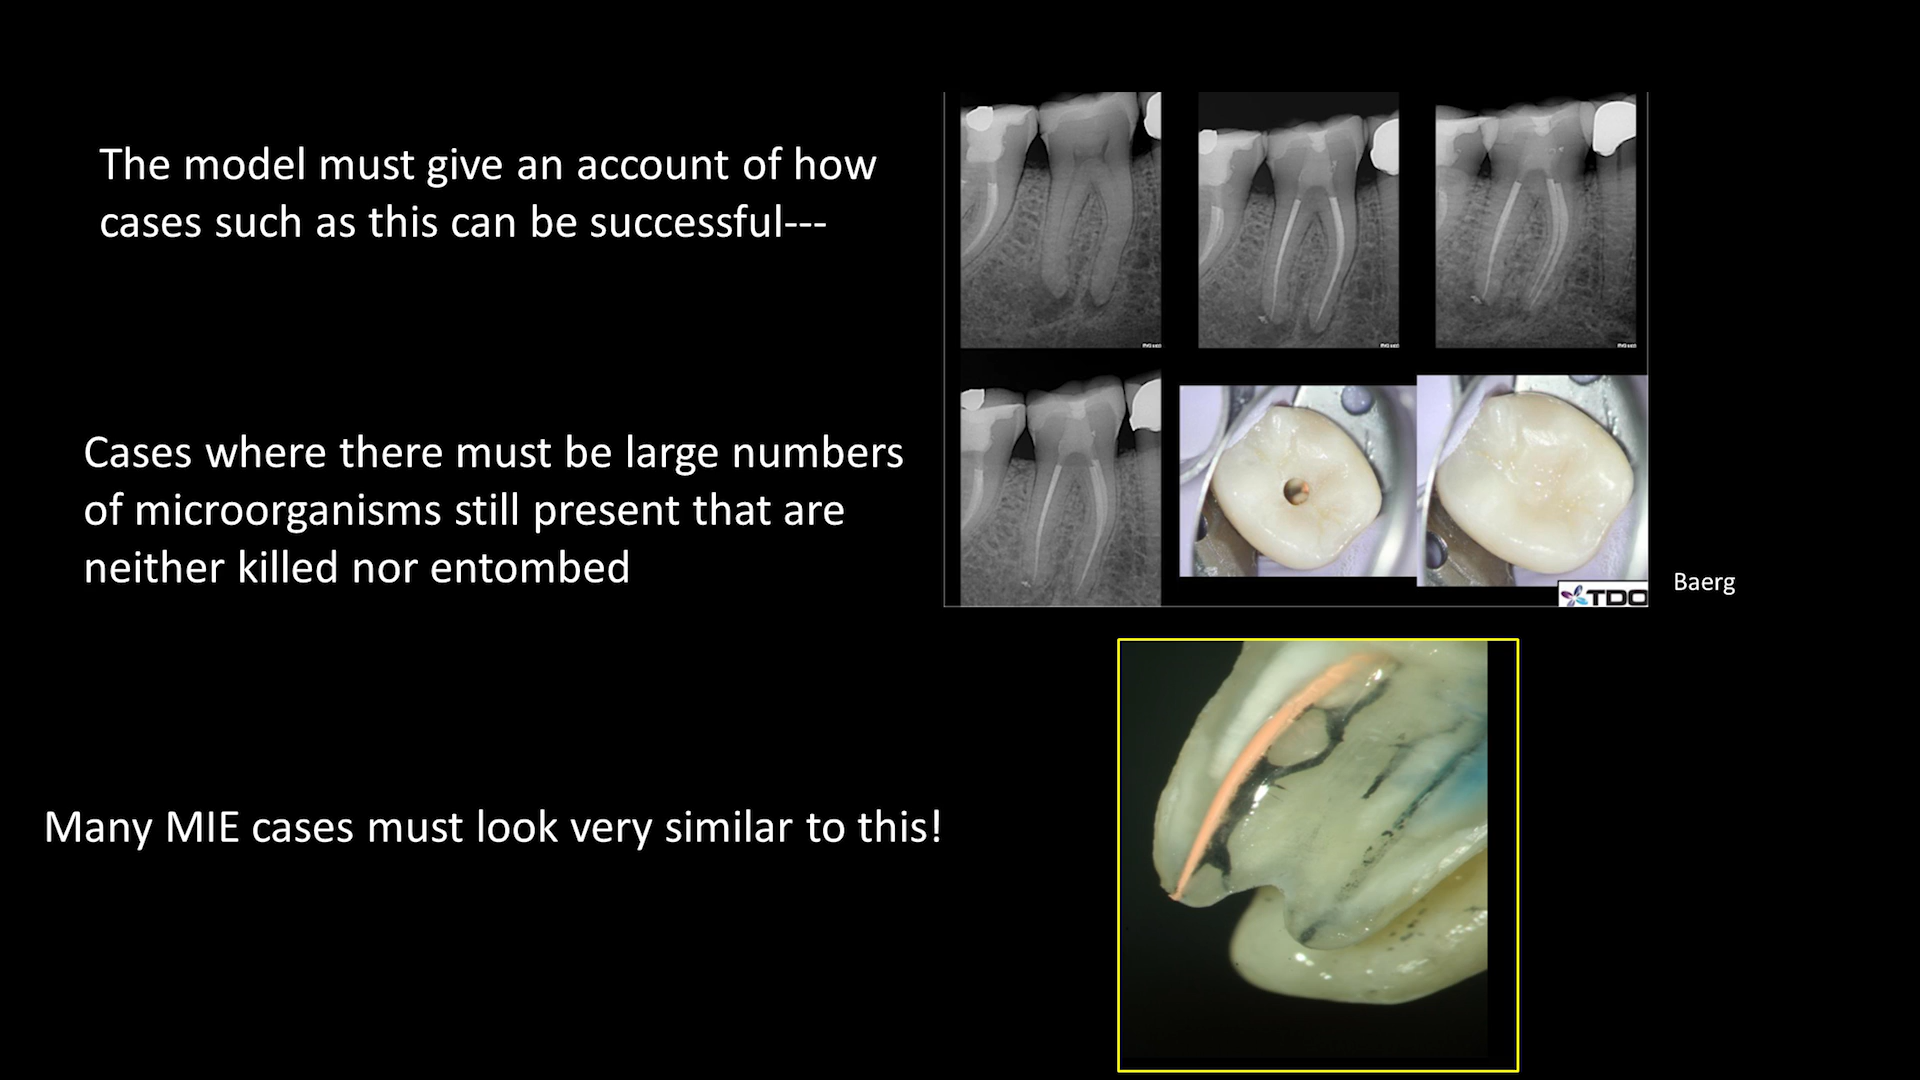 The model must give an account of how
cases such as this can be successful---
Cases where there must be large numbers
of microorganisms still present that are
neither killed nor entombed
TDO
Baerg
Many MIE cases must look very similar to this!